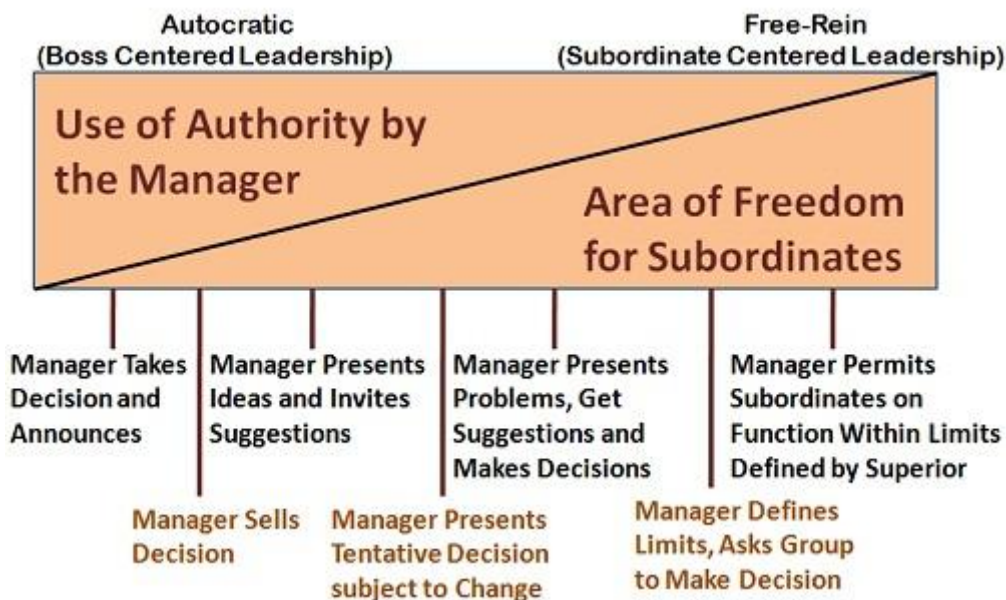 Autocratic
(Boss Centered Leadership)
Free-Rein
(Subordinate Centered Leadership)
Use of Authority by
the Manager
Area of Freedom
for Subordinates
Manager Takes
Decision and
Announces
Manager Presents
Ideas and Invites
Suggestions
Manager Presents
Problems, Get
Suggestions and
Makes Decisions
Manager Permits
Subordinates on
Function Within Limits
Defined by Superior
Manager Sells
Decision
Manager Presents
Tentative Decision
subject to Change
Manager Defines
Limits, Asks Group
to Make Decision